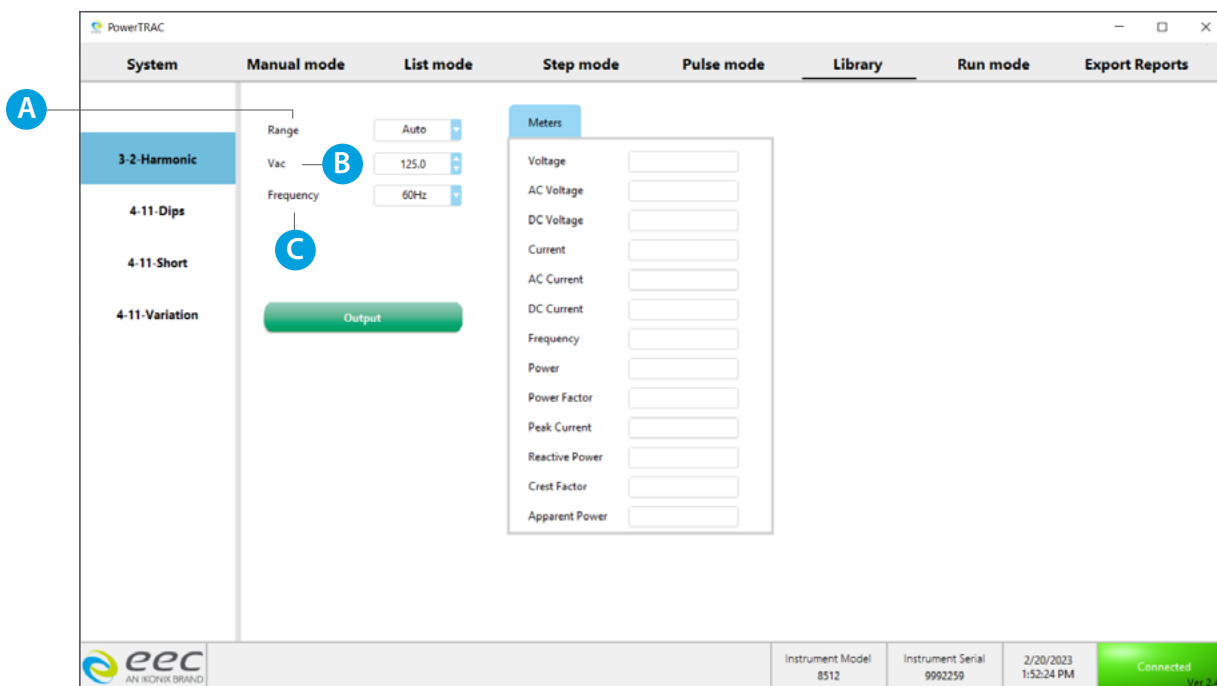 PowerTRAC
System Manual mode List mode Step mode Pulse mode Library Run mode Export Reports
A
3-2-Harmonic
4-11-Dips
4-11-Short
4-11-Variation
Range Auto
Vac B 125.0
Frequency 60Hz
C
Output
Meters
Voltage
AC Voltage
DC Voltage
Current
AC Current
DC Current
Frequency
Power
Power Factor
Peak Current
Reactive Power
Crest Factor
Apparent Power
eec
AN IKONIX BRAND
Instrument Model
8512
Instrument Serial
9992259
2/20/2023
1:52:24 PM
Connected